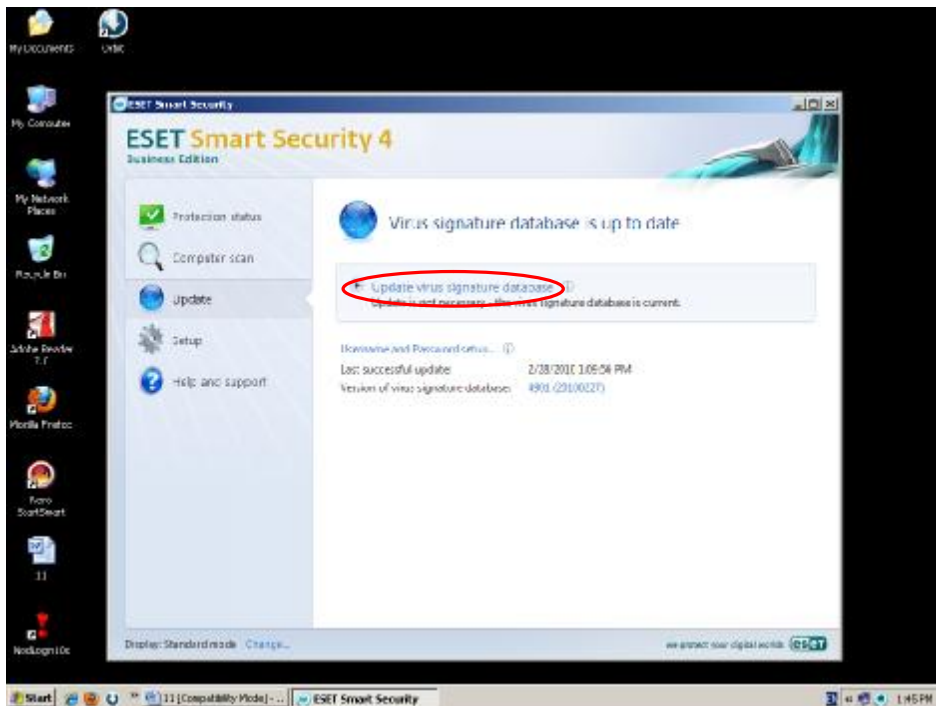 My Documents
Orbit
My Computer
My Network
Places
Recycle Bin
Adobe Reader
Mozilla Firefox
Nero
StartSmart
11
ESET Smart Security
ESET Smart Security 4
Business Edition
Protection status
Computer scan
Update
Setup
Help and support
Virus signature database is up to date
Update virus signature database
Update is not necessary - the virus signature database is current.
Username and Password setup...
Last successful update:
2/28/2010 1:09:56 PM
Version of virus signature database:
4901 (20100227)
Display: Standard mode Change...
we protect your digital worlds
eset
Start
11 [Compatibility Mode] - ...
ESET Smart Security
1:45 PM